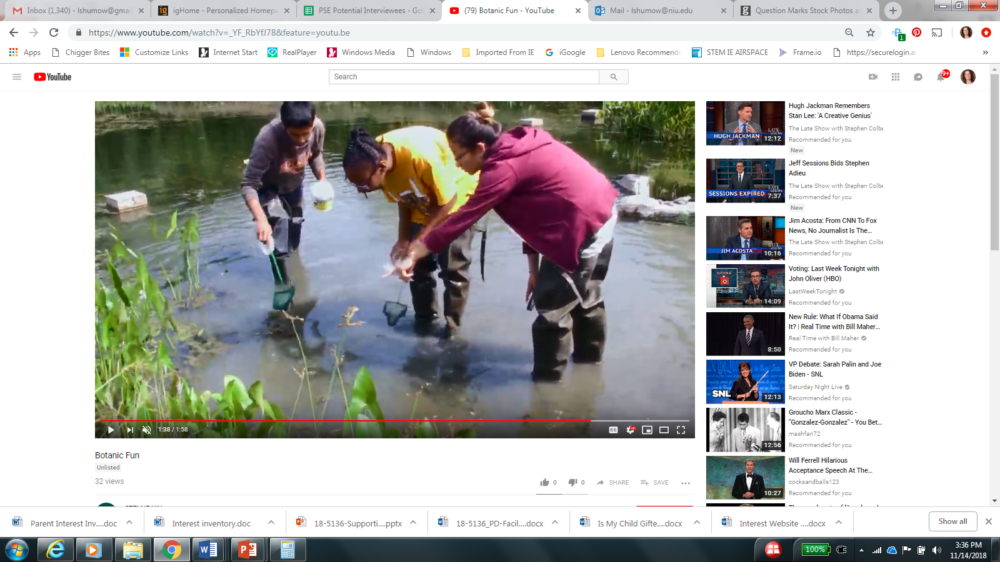 Inbox (1,340) - lshumow@gmai
igHome - Personalized Homepa
PSE Potential Interviewees - Goo
(79) Botanic Fun - YouTube
Mail - lshumow@niu.edu
Question Marks Stock Photos a
https://www.youtube.com/watch?v=_YF_RbYfJ78&feature=youtu.be
1
Apps
Chigger Bites
Customize Links
Internet Start
RealPlayer
Windows Media
Windows
Imported From IE
iGoogle
Lenovo Recommende
STEM IE AIRSPACE
Frame.io
https://securelogin.ar
»
YouTube
Search
9+
1:38 / 1:58
CC
HD
Botanic Fun
Unlisted
32 views
0
0
SHARE
SAVE
HUGH JACKMAN
LATE SHOW
12:12
Hugh Jackman Remembers
Stan Lee: 'A Creative Genius'
The Late Show with Stephen Colbe
Recommended for you
New
SESSIONS EXPIRED
LATE SHOW
7:37
Jeff Sessions Bids Stephen
Adieu
The Late Show with Stephen Colbe
Recommended for you
New
JIM ACOSTA
LATE
10:16
Jim Acosta: From CNN To Fox
News, No Journalist Is The...
The Late Show with Stephen Colbe
Recommended for you
VOTING
14:09
Voting: Last Week Tonight with
John Oliver (HBO)
LastWeekTonight
Recommended for you
8:50
New Rule: What If Obama Said
It? | Real Time with Bill Maher...
Real Time with Bill Maher
Recommended for you
SNL
12:13
VP Debate: Sarah Palin and Joe
Biden - SNL
Saturday Night Live
Recommended for you
12:56
Groucho Marx Classic -
"Gonzalez-Gonzalez" - You Bet...
mashfan72
Recommended for you
10:27
Will Ferrell Hilarious
Acceptance Speech At The...
cocksandballs123
Recommended for you
Parent Interest Inv....doc
Interest inventory.doc
18-5136-Supporti....pptx
18-5136_PD-Facil....docx
Is My Child Gifte....docx
Interest Website ....docx
Show all
100%
3:36 PM
11/14/2018